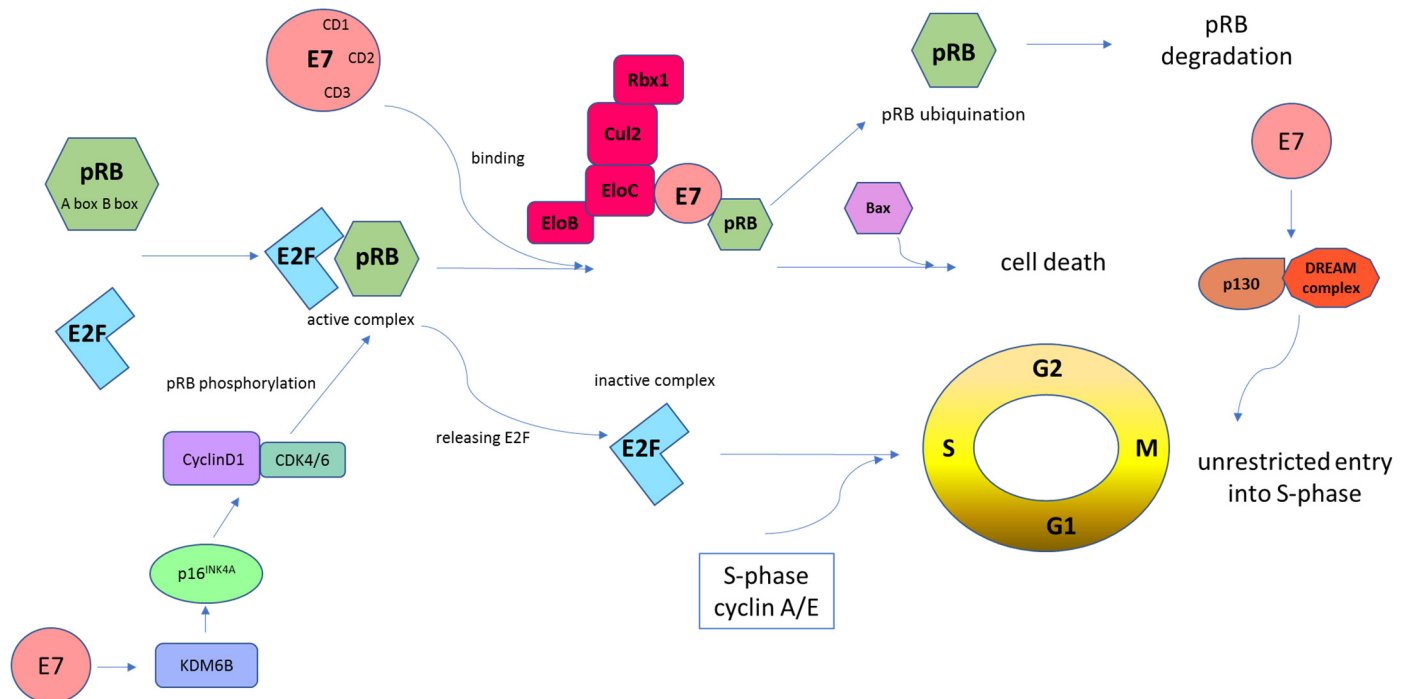 CD1
E7
CD2
CD3
pRB
A box B box
E2F
E2F
pRB
active complex
binding
Rbx1
Cul2
EloC
EloB
E7
pRB
pRB
pRB ubiquination
pRB
degradation
Bax
cell death
E7
p130
DREAM
complex
unrestricted entry
into S-phase
pRB phosphorylation
CyclinD1
CDK4/6
p16INK4A
E7
KDM6B
releasing E2F
inactive complex
E2F
S-phase
cyclin A/E
G2
S
M
G1